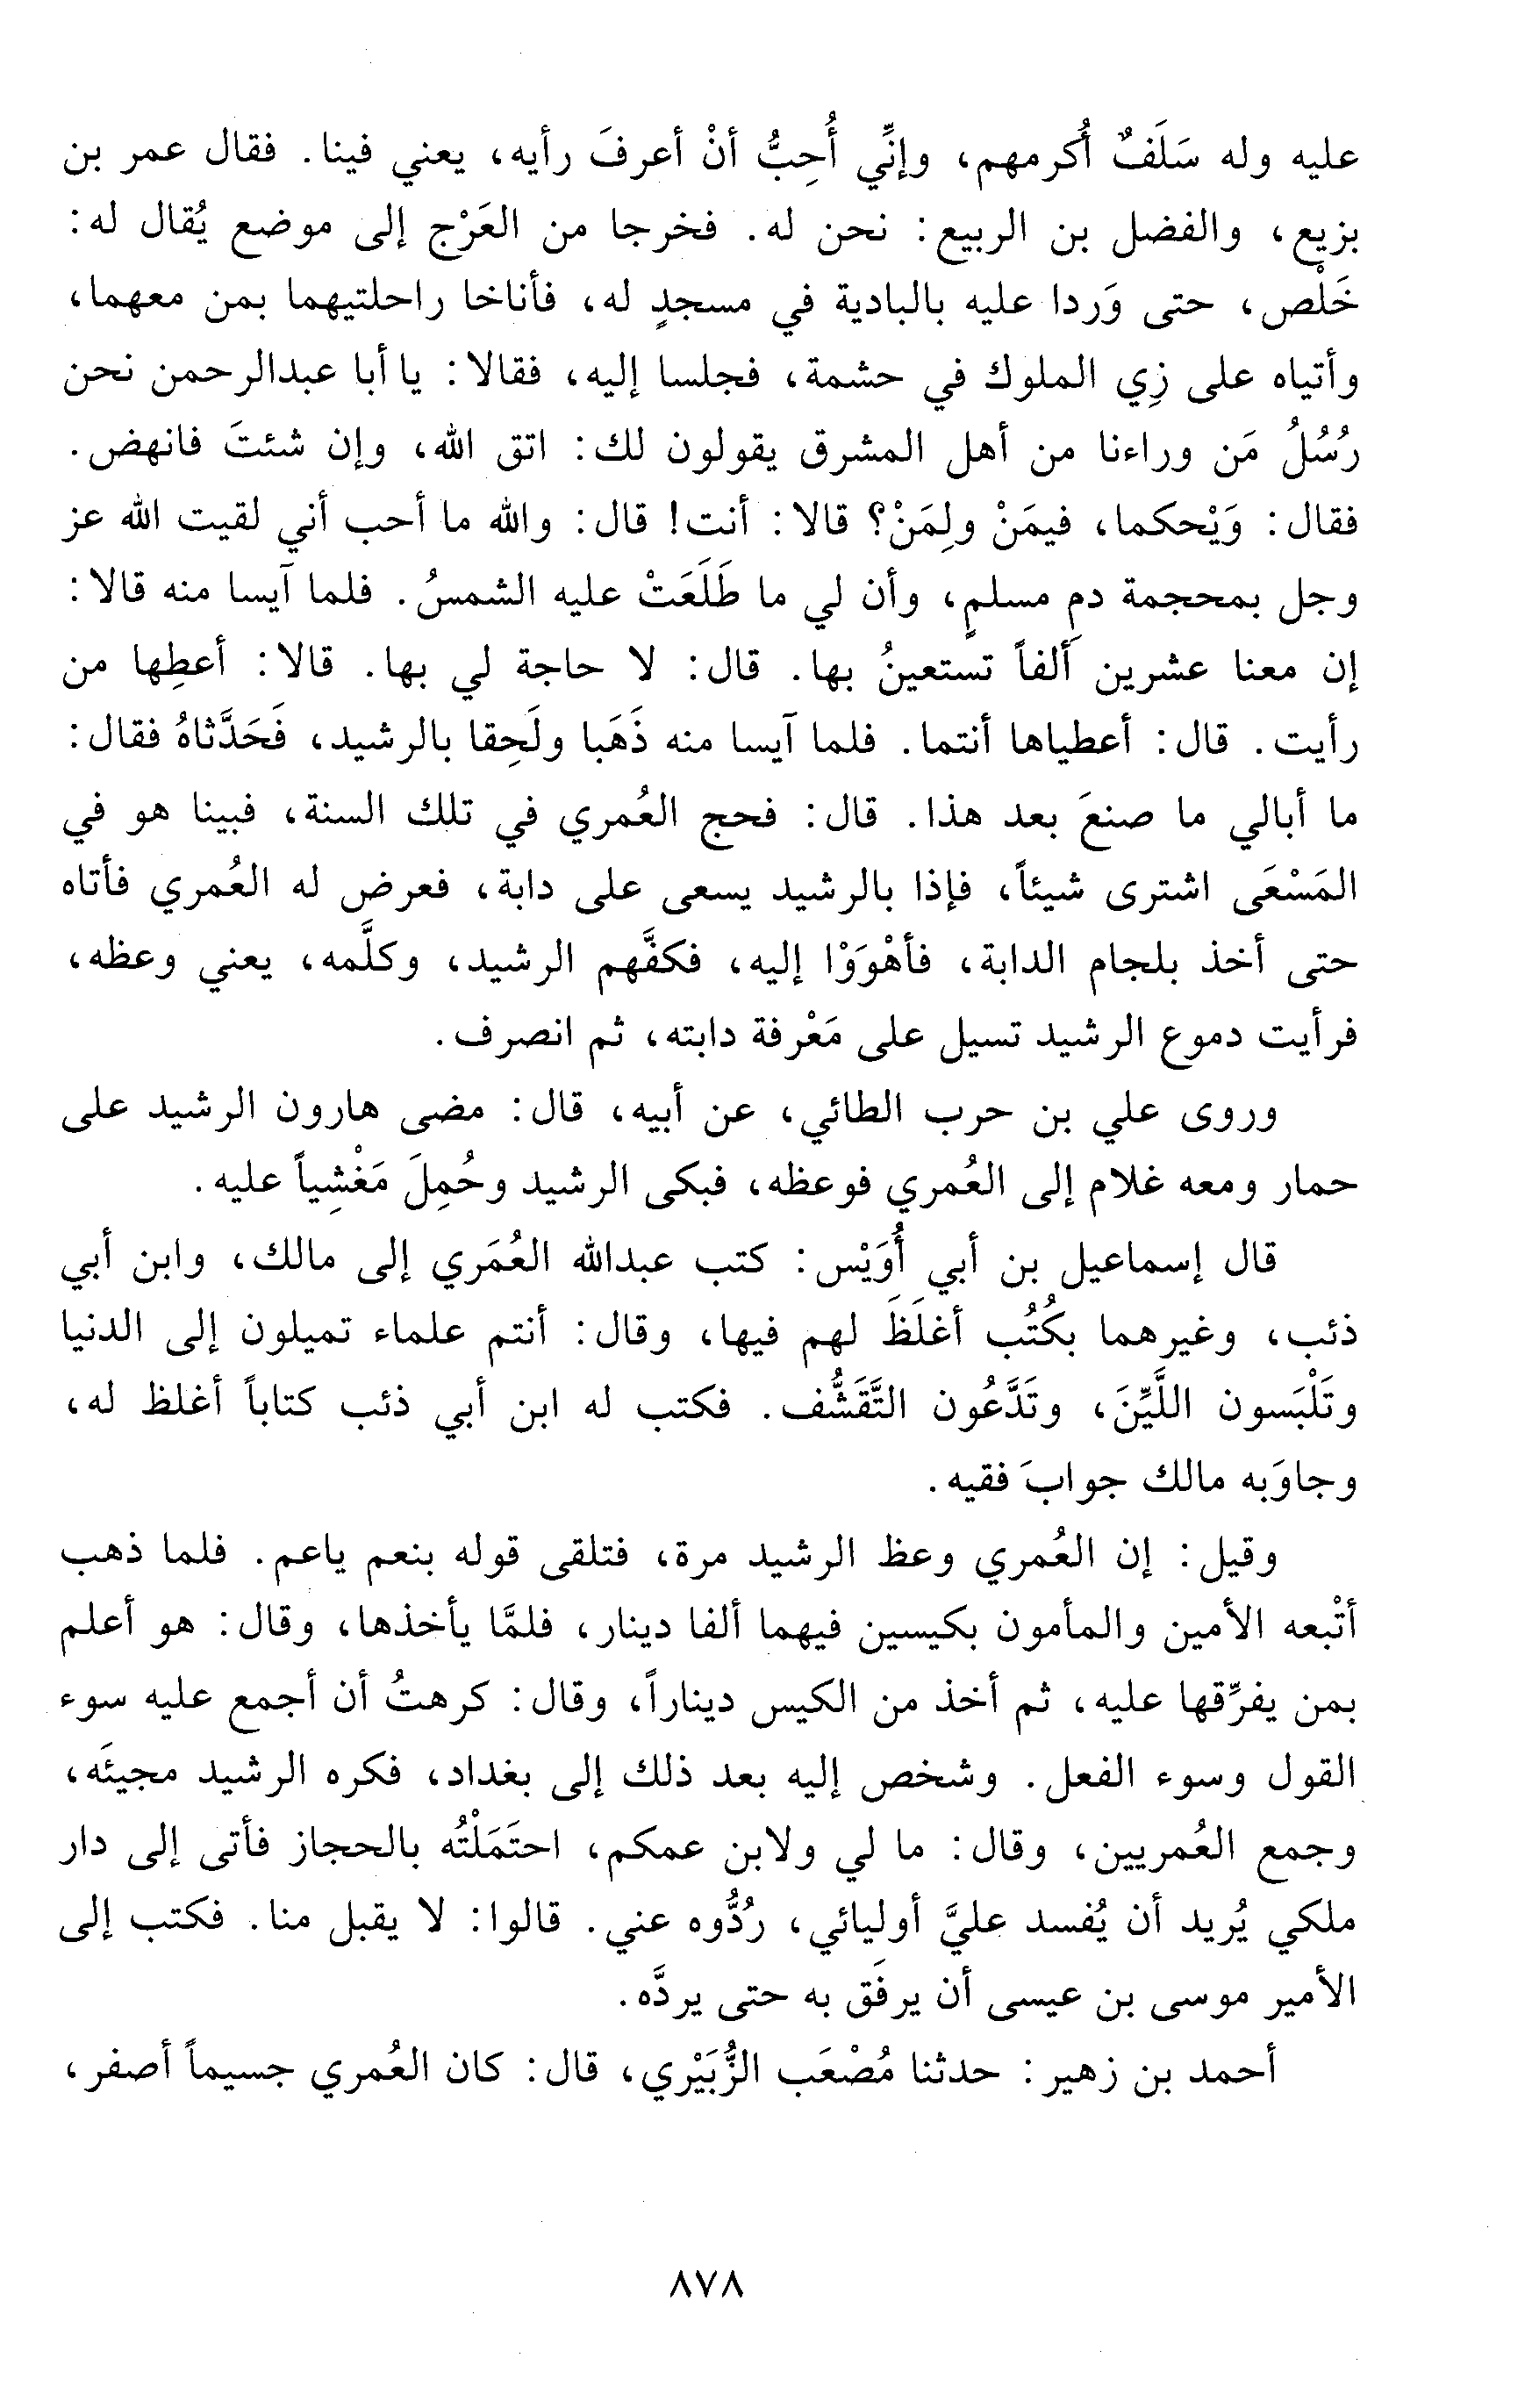 عليه وله سَلَفٌ أُكرمهم، وإنِّي أُحِبُّ أنْ أعرفَ رأيه، يعني فينا. فقال عمر بن
بزيع، والفضل بن الربيع: نحن له. فخرجا من العَرْج إلى موضع يُقال له:
خَلْص، حتى وَردا عليه بالبادية في مسجدٍ له، فأناخا راحلتيهما بمن معهما،
وأتياه على زِي الملوك في حشمة، فجلسا إليه، فقالا: يا أبا عبدالرحمن نحن
رُسُلُ مَن وراءنا من أهل المشرق يقولون لك: اتق الله، وإن شئتَ فانهض.
فقال: وَيْحكما، فيمَنْ ولِمَنْ؟ قالا: أنت! قال: والله ما أحب أني لقيت الله عز
وجل بمحجمة دمِ مسلمٍ، وأن لي ما طَلَعَتْ عليه الشمسُ. فلما آيسا منه قالا:
إن معنا عشرين ألفاً تستعينُ بها. قال: لا حاجة لي بها. قالا: أعطِها من
رأيت. قال: أعطياها أنتما. فلما آيسا منه ذَهَبا ولَحِقا بالرشيد، فَحَدَّثاهُ فقال:
ما أبالي ما صنعَ بعد هذا. قال: فحج العُمري في تلك السنة، فبينا هو في
المَسْعَى اشترى شيئاً، فإذا بالرشيد يسعى على دابة، فعرض له العُمري فأتاه
حتى أخذ بلجام الدابة، فأهْوَوْا إليه، فكفَّهم الرشيد، وكلَّمه، يعني وعظه،
فرأيت دموع الرشيد تسيل على مَعْرفة دابته، ثم انصرف.
وروى علي بن حرب الطائي، عن أبيه، قال: مضى هارون الرشيد على
حمار ومعه غلام إلى العُمري فوعظه، فبكى الرشيد وحُمِلَ مَغْشِياً عليه.
قال إسماعيل بن أبي أُوَيْس: كتب عبدالله العُمَري إلى مالك، وابن أبي
ذئب، وغيرهما بكُتُب أغلَظَ لهم فيها، وقال: أنتم علماء تميلون إلى الدنيا
وتَلْبَسون اللَّيِّنَ، وتَدَّعُون التَّقَشُّف. فكتب له ابن أبي ذئب كتاباً أغلظ له،
وجاوَبه مالك جوابَ فقيه.
وقيل: إن العُمري وعظ الرشيد مرة، فتلقى قوله بنعم ياعم. فلما ذهب
أتْبعه الأمين والمأمون بكيسين فيهما ألفا دينار، فلمَّا يأخذها، وقال: هو أعلم
بمن يفرِّقها عليه، ثم أخذ من الكيس ديناراً، وقال: كرهتُ أن أجمع عليه سوء
القول وسوء الفعل. وشخص إليه بعد ذلك إلى بغداد، فكره الرشيد مجيئَه،
وجمع العُمريين، وقال: ما لي ولابن عمكم، احتَمَلْتُه بالحجاز فأتى إلى دار
ملكي يُريد أن يُفسد عليَّ أوليائي، ردُّوه عني. قالوا: لا يقبل منا. فكتب إلى
الأمير موسى بن عيسى أن يرفَق به حتى يردَّه.
أحمد بن زهير: حدثنا مُصْعَب الزُّبَيْري، قال: كان العُمري جسيماً أصفر،
٨٧٨